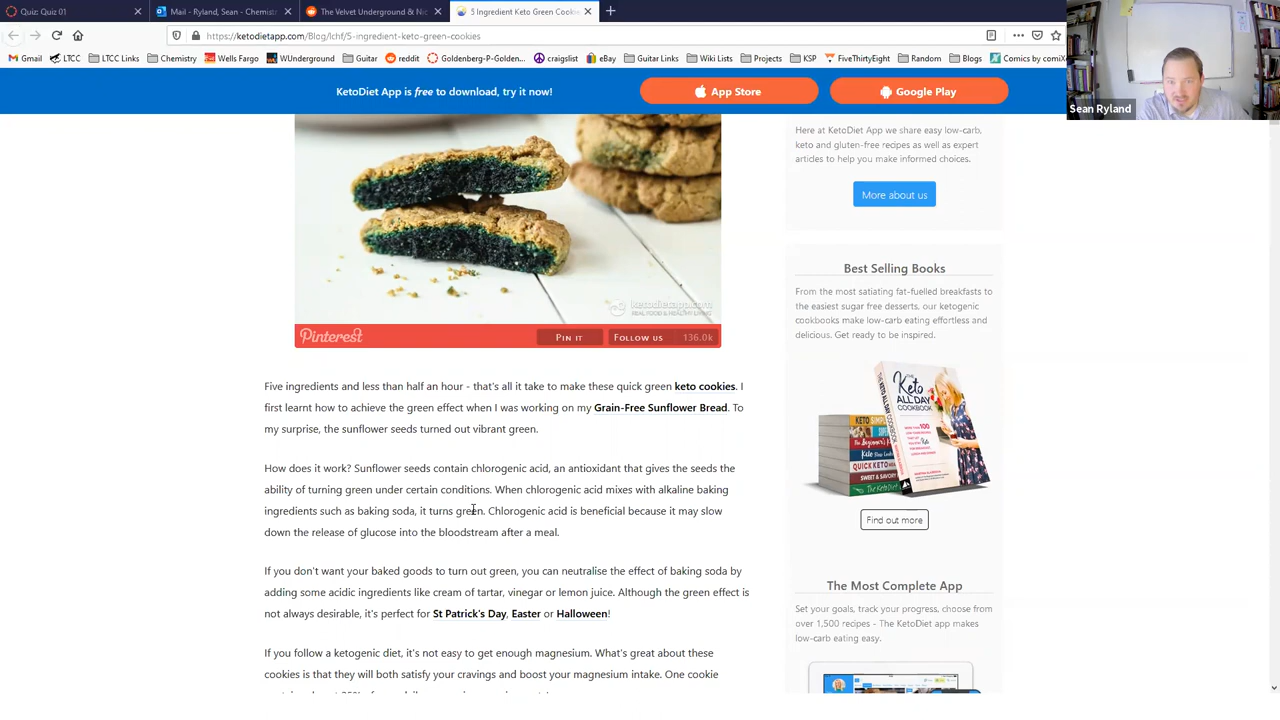 Quiz: Quiz 01
Mail - Ryland, Sean - Chemistr
The Velvet Underground & Nic
5 Ingredient Keto Green Cookie
https://ketodietapp.com/Blog/lchf/5-ingredient-keto-green-cookies
Gmail
LTCC
LTCC Links
Chemistry
Wells Fargo
WUnderground
Guitar
reddit
Goldenberg-P-Golden...
craigslist
eBay
Guitar Links
Wiki Lists
Projects
KSP
FiveThirtyEight
Random
Blogs
Comics by comiX
Sean Ryland
KetoDiet App is free to download, try it now!
App Store
Google Play
ketodietapp.com
REAL FOOD & HEALTHY LIVING
Pinterest
PIN IT
FOLLOW US
136.0k
Five ingredients and less than half an hour - that's all it take to make these quick green keto cookies. I
first learnt how to achieve the green effect when I was working on my Grain-Free Sunflower Bread. To
my surprise, the sunflower seeds turned out vibrant green.
How does it work? Sunflower seeds contain chlorogenic acid, an antioxidant that gives the seeds the
ability of turning green under certain conditions. When chlorogenic acid mixes with alkaline baking
ingredients such as baking soda, it turns green. Chlorogenic acid is beneficial because it may slow
down the release of glucose into the bloodstream after a meal.
If you don't want your baked goods to turn out green, you can neutralise the effect of baking soda by
adding some acidic ingredients like cream of tartar, vinegar or lemon juice. Although the green effect is
not always desirable, it's perfect for St Patrick's Day, Easter or Halloween!
If you follow a ketogenic diet, it's not easy to get enough magnesium. What's great about these
cookies is that they will both satisfy your cravings and boost your magnesium intake. One cookie
Here at KetoDiet App we share easy low-carb,
keto and gluten-free recipes as well as expert
articles to help you make informed choices.
More about us
Best Selling Books
From the most satiating fat-fuelled breakfasts to
the easiest sugar free desserts, our ketogenic
cookbooks make low-carb eating effortless and
delicious. Get ready to be inspired.
Keto
ALL DAY
COOKBOOK
Find out more
The Most Complete App
Set your goals, track your progress, choose from
over 1,500 recipes - The KetoDiet app makes
low-carb eating easy.